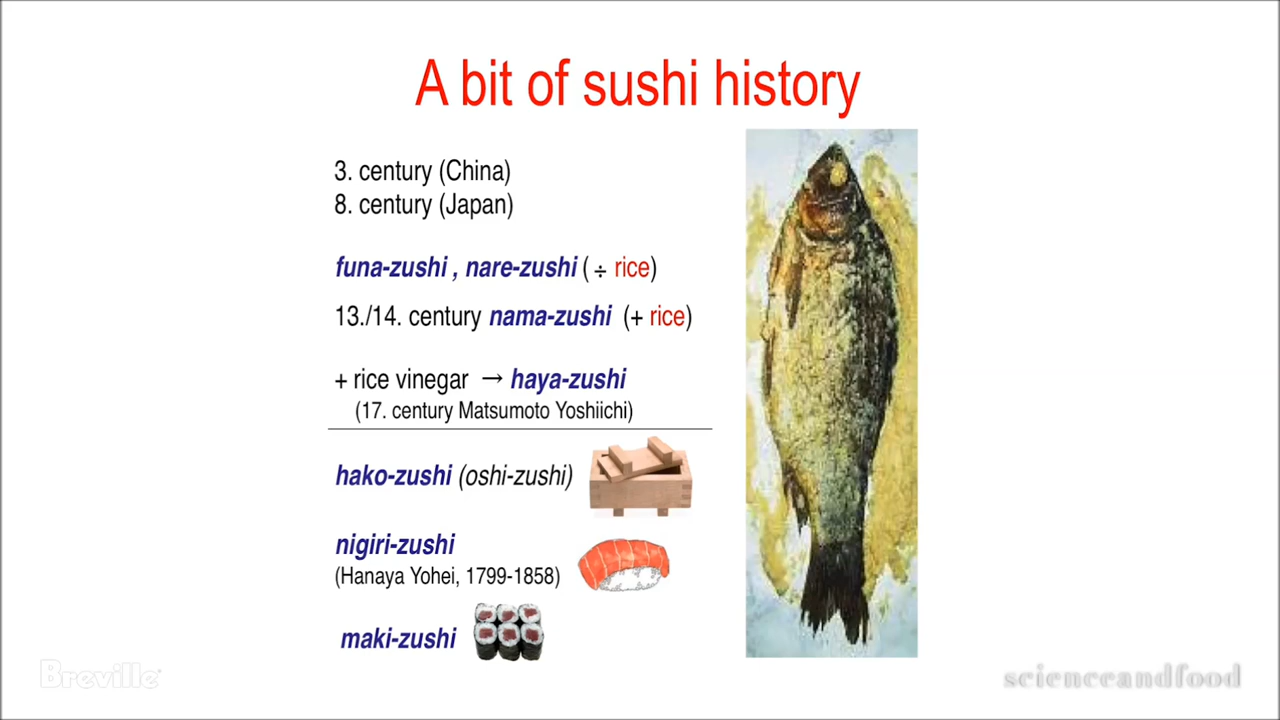 A bit of sushi history
3. century (China)
8. century (Japan)
funa-zushi , nare-zushi ( ÷ rice)
13./14. century nama-zushi (+ rice)
+ rice vinegar → haya-zushi
(17. century Matsumoto Yoshiichi)
hako-zushi (oshi-zushi)
nigiri-zushi
(Hanaya Yohei, 1799-1858)
maki-zushi
Breville
scienceandfood